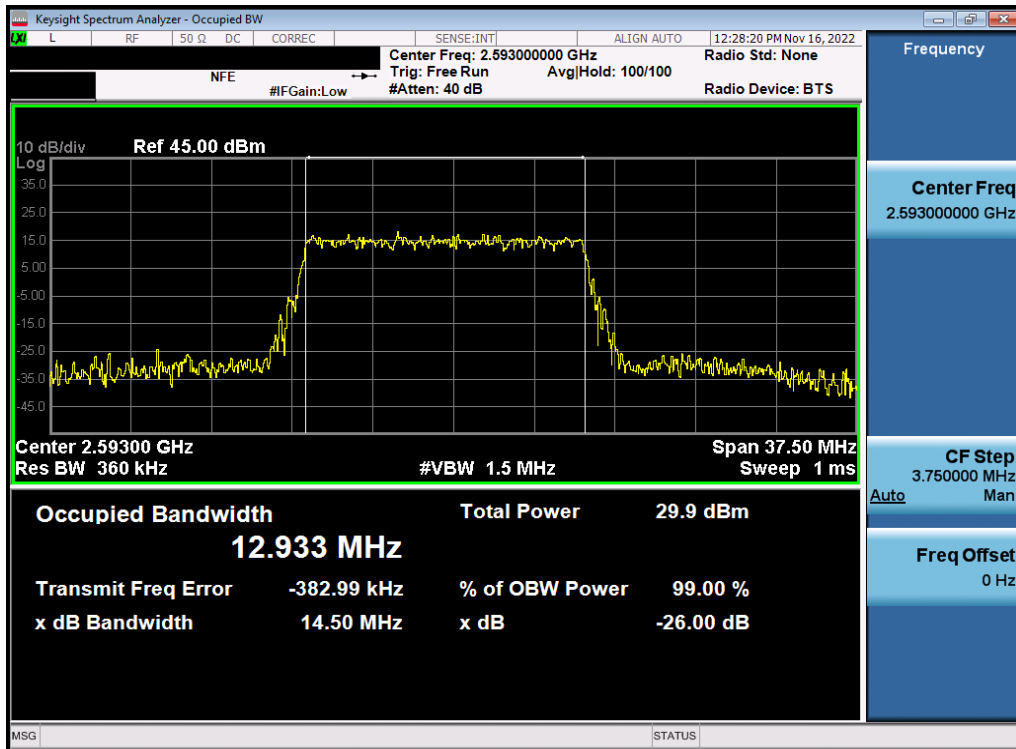 Keysight Spectrum Analyzer - Occupied BW
LXI L RF 50 Ω DC CORREC SENSE:INT ALIGN AUTO 12:28:20 PM Nov 16, 2022
Center Freq: 2.593000000 GHz Radio Std: None
NFE Trig: Free Run Avg|Hold: 100/100
#IFGain:Low #Atten: 40 dB Radio Device: BTS
10 dB/div Ref 45.00 dBm
Log
35.0
25.0
15.0
5.00
-5.00
-15.0
-25.0
-35.0
-45.0
Center 2.59300 GHz Span 37.50 MHz
Res BW 360 kHz #VBW 1.5 MHz Sweep 1 ms
Occupied Bandwidth Total Power 29.9 dBm
12.933 MHz
Transmit Freq Error -382.99 kHz % of OBW Power 99.00 %
x dB Bandwidth 14.50 MHz x dB -26.00 dB
Frequency
Center Freq
2.593000000 GHz
CF Step
3.750000 MHz
Auto Man
Freq Offset
0 Hz
MSG STATUS